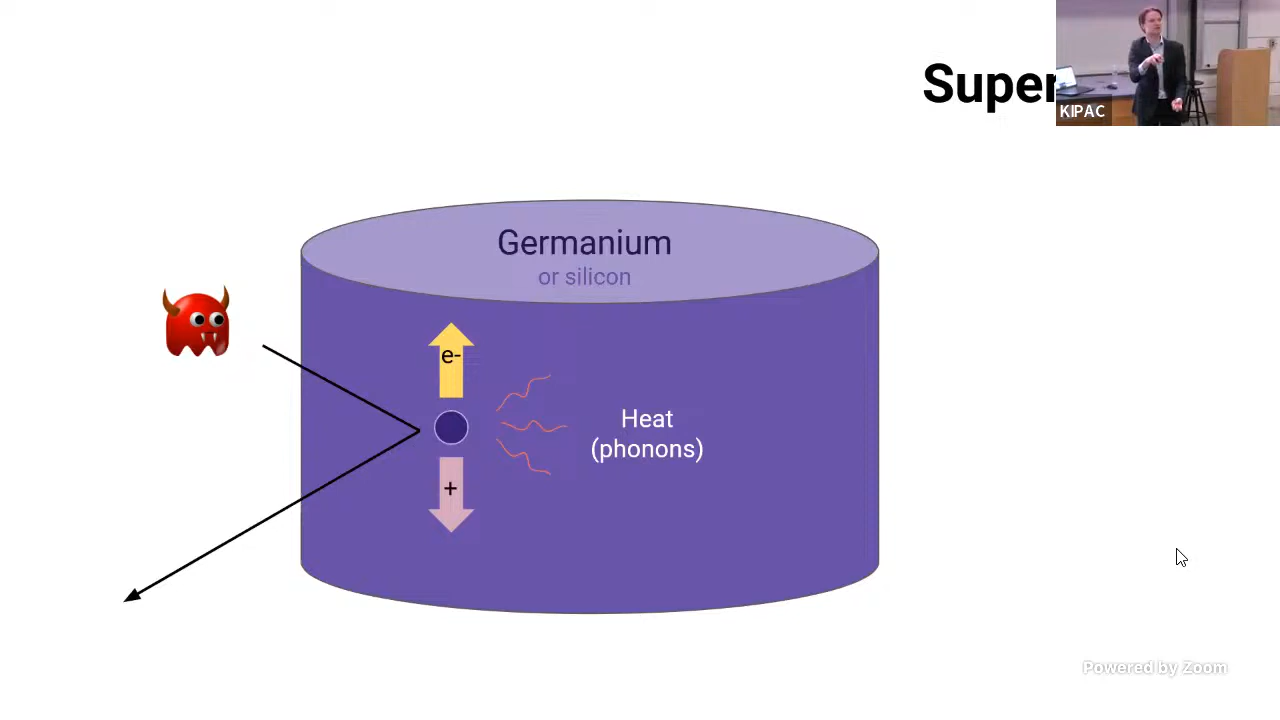 Super
KIPAC
Germanium
or silicon
e-
Heat
(phonons)
+
Powered by Zoom